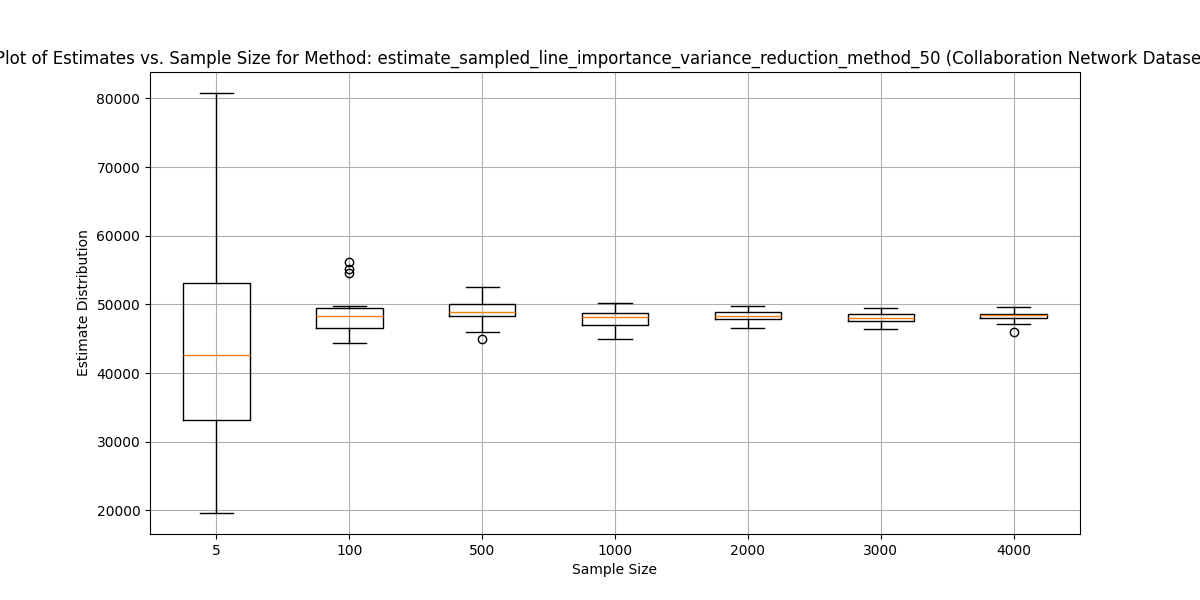 Plot of Estimates vs. Sample Size for Method: estimate_sampled_line_importance_variance_reduction_method_50 (Collaboration Network Datase
80000
70000
60000
50000
40000
30000
20000
Estimate Distribution
5 100 500 1000 2000 3000 4000
Sample Size